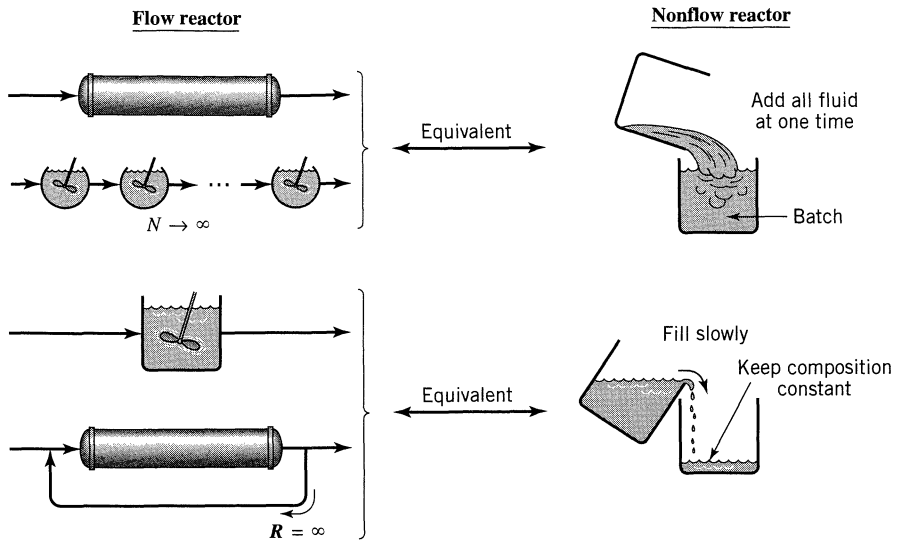 Flow reactor
Nonflow reactor
Add all fluid
at one time
Equivalent
...
N → ∞
Batch
Fill slowly
Keep composition
constant
Equivalent
R = ∞